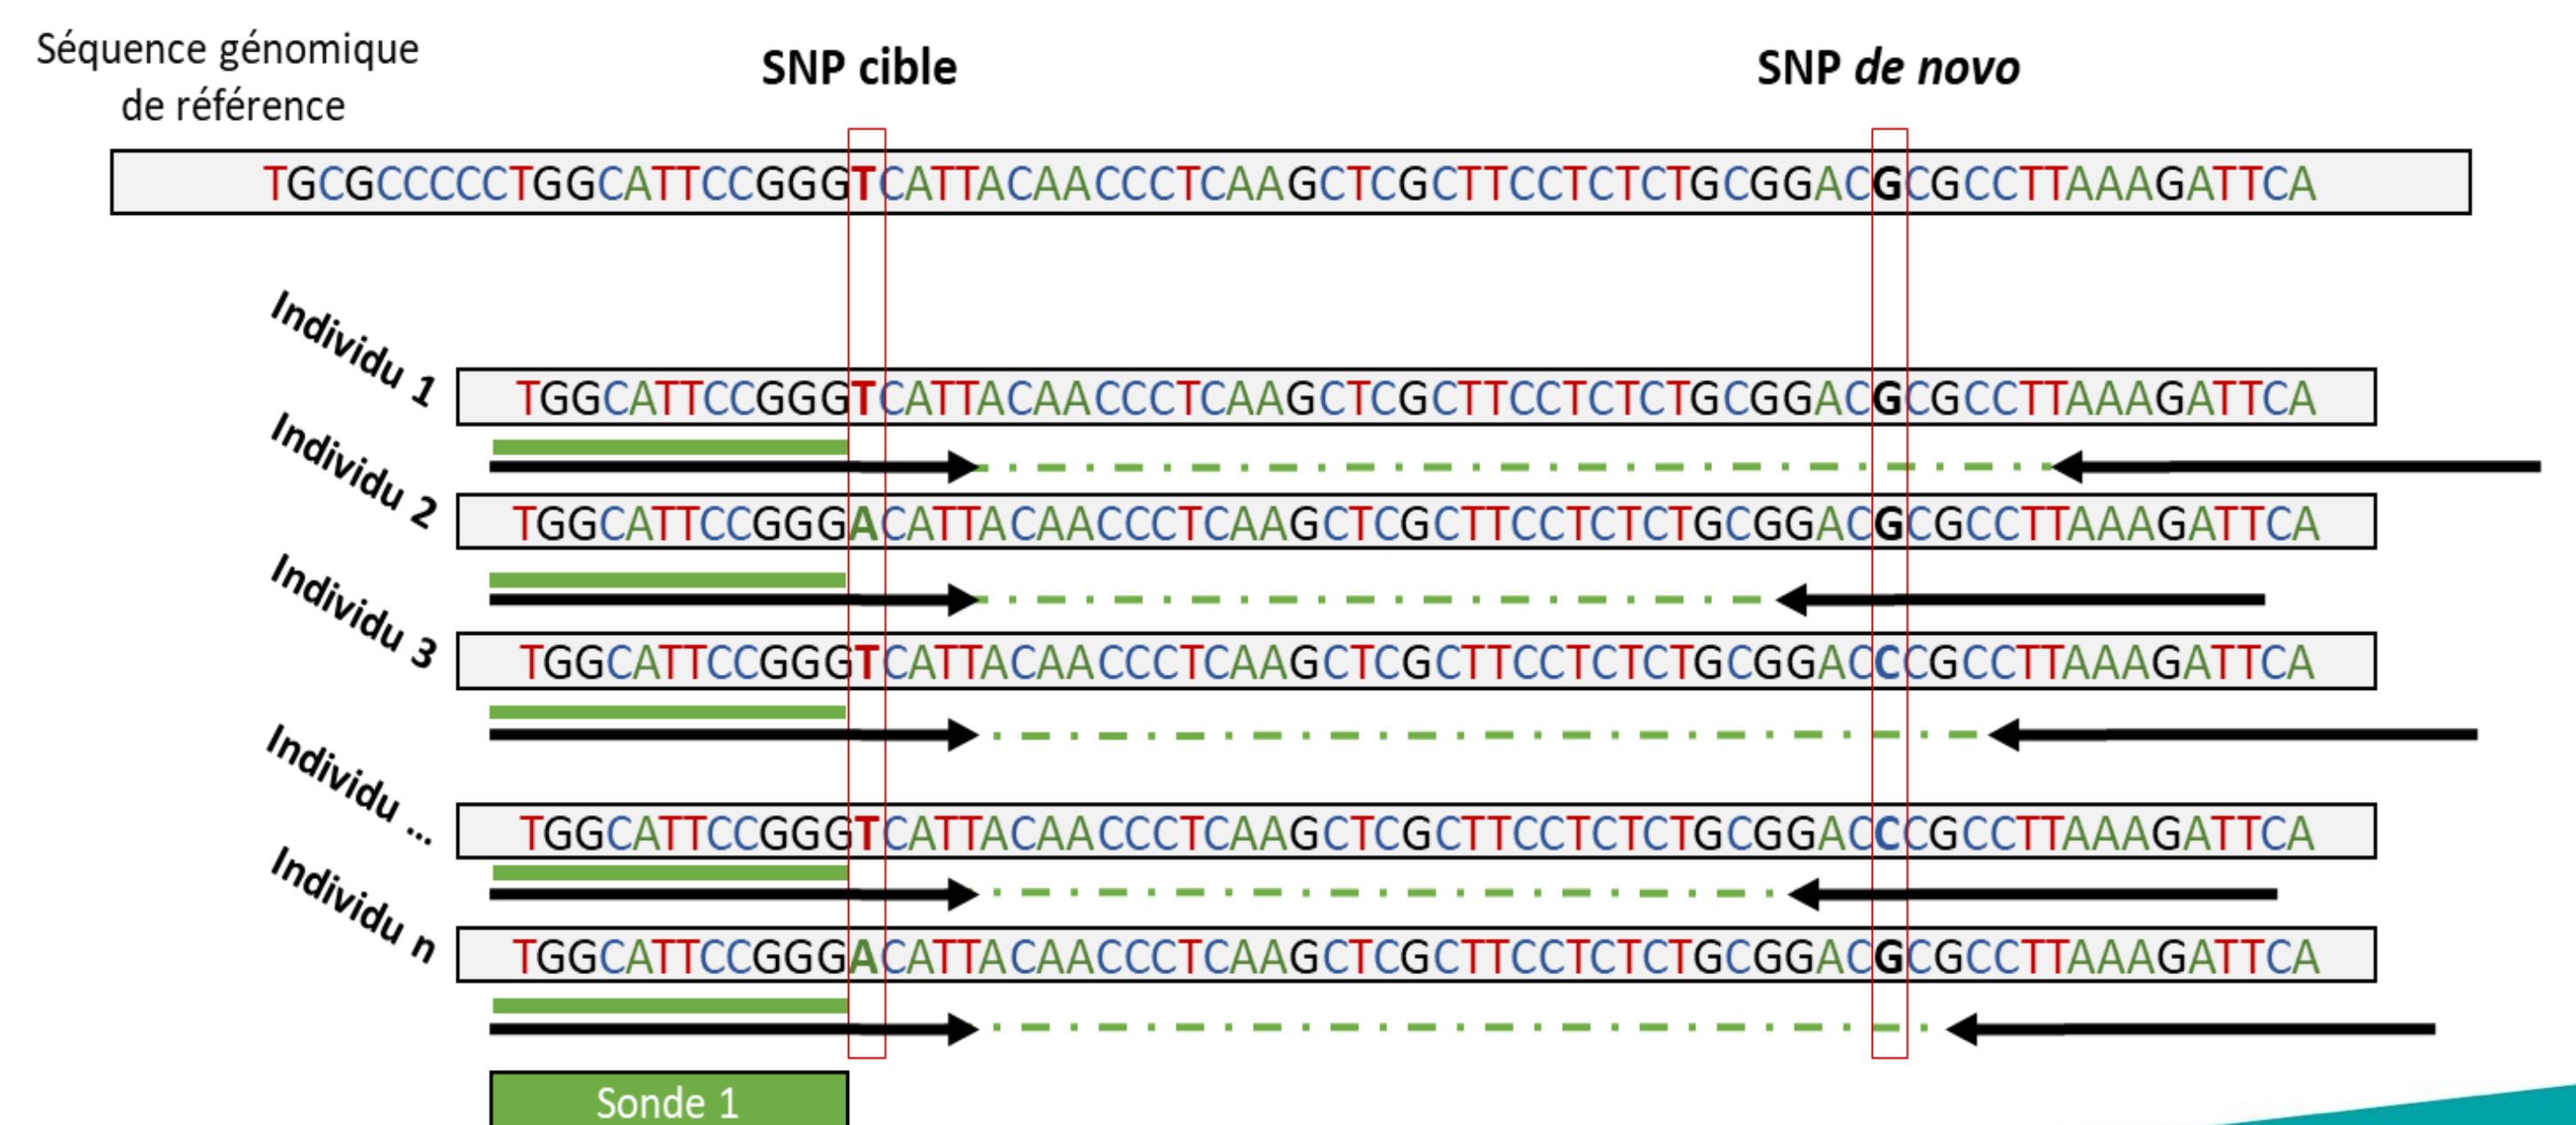 Séquence génomique
de référence
SNP cible
SNP de novo
TGCGCCCCCTGGCATTCCGGGTCATTACAACCCTCAAGCTCGCTTCCTCTCTGCGGACGCGCCTTAAAGATTCA
Individu 1
TGGCATTCCGGGTCATTACAACCCTCAAGCTCGCTTCCTCTCTGCGGACGCGCCTTAAAGATTCA
Individu 2
TGGCATTCCGGGACATTACAACCCTCAAGCTCGCTTCCTCTCTGCGGACGCGCCTTAAAGATTCA
Individu 3
TGGCATTCCGGGTCATTACAACCCTCAAGCTCGCTTCCTCTCTGCGGACCCGCCTTAAAGATTCA
Individu ...
TGGCATTCCGGGTCATTACAACCCTCAAGCTCGCTTCCTCTCTGCGGACCCGCCTTAAAGATTCA
Individu n
TGGCATTCCGGGACATTACAACCCTCAAGCTCGCTTCCTCTCTGCGGACGCGCCTTAAAGATTCA
Sonde 1